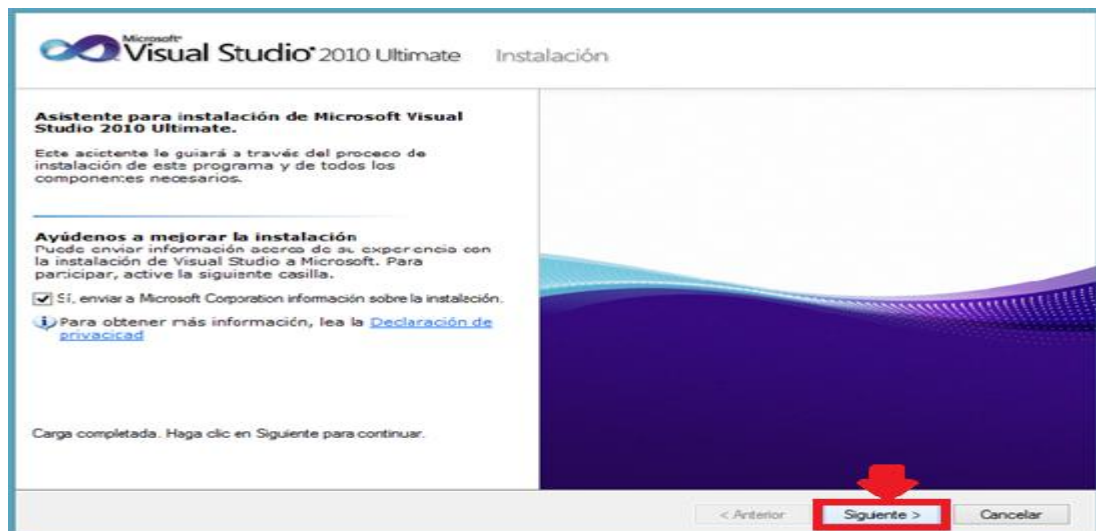 Microsoft
Visual Studio 2010 Ultimate Instalación
Asistente para instalación de Microsoft Visual
Studio 2010 Ultimate.
Este asistente le guiará a través del proceso de
instalación de este programa y de todos los
componentes necesarios.
Ayúdenos a mejorar la instalación
Puede enviar información acerca de su experiencia con
la instalación de Visual Studio a Microsoft. Para
participar, active la siguiente casilla.
Sí, enviar a Microsoft Corporation información sobre la instalación.
Para obtener más información, lea la Declaración de
privacidad
Carga completada. Haga clic en Siguiente para continuar.
< Anterior Siguiente > Cancelar